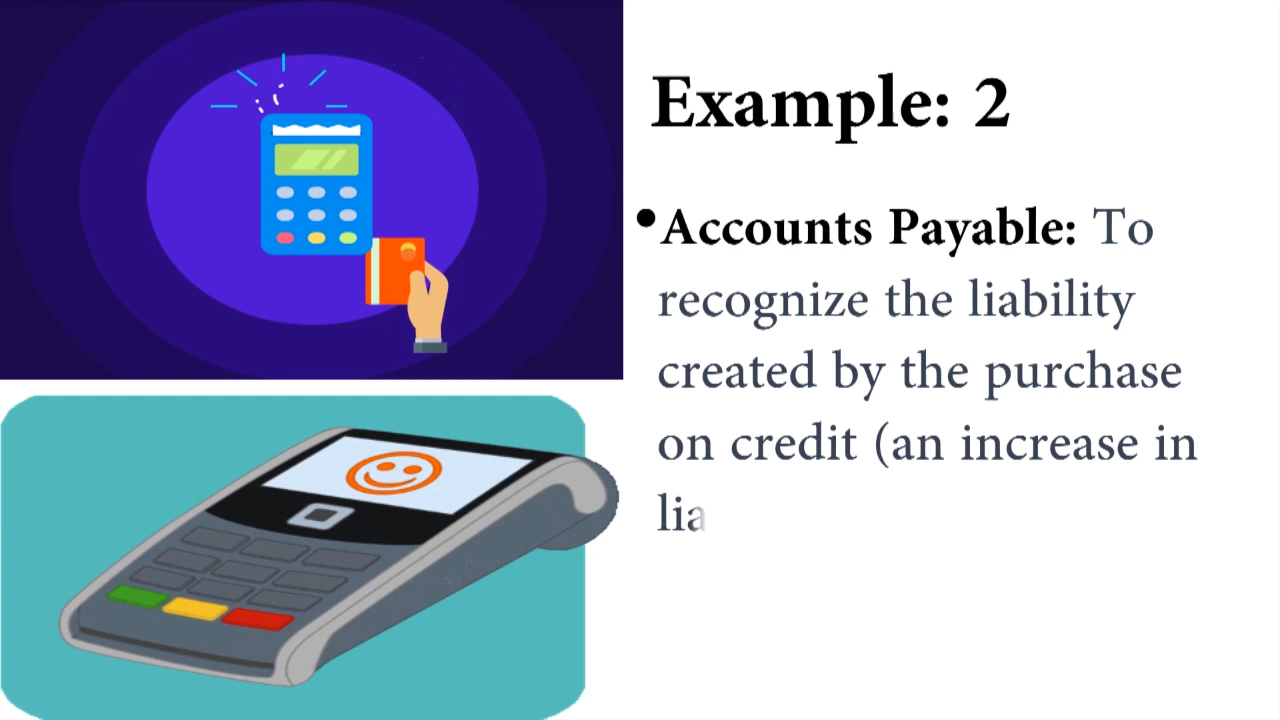 Example: 2
•Accounts Payable: To
recognize the liability
created by the purchase
on credit (an increase in
lia